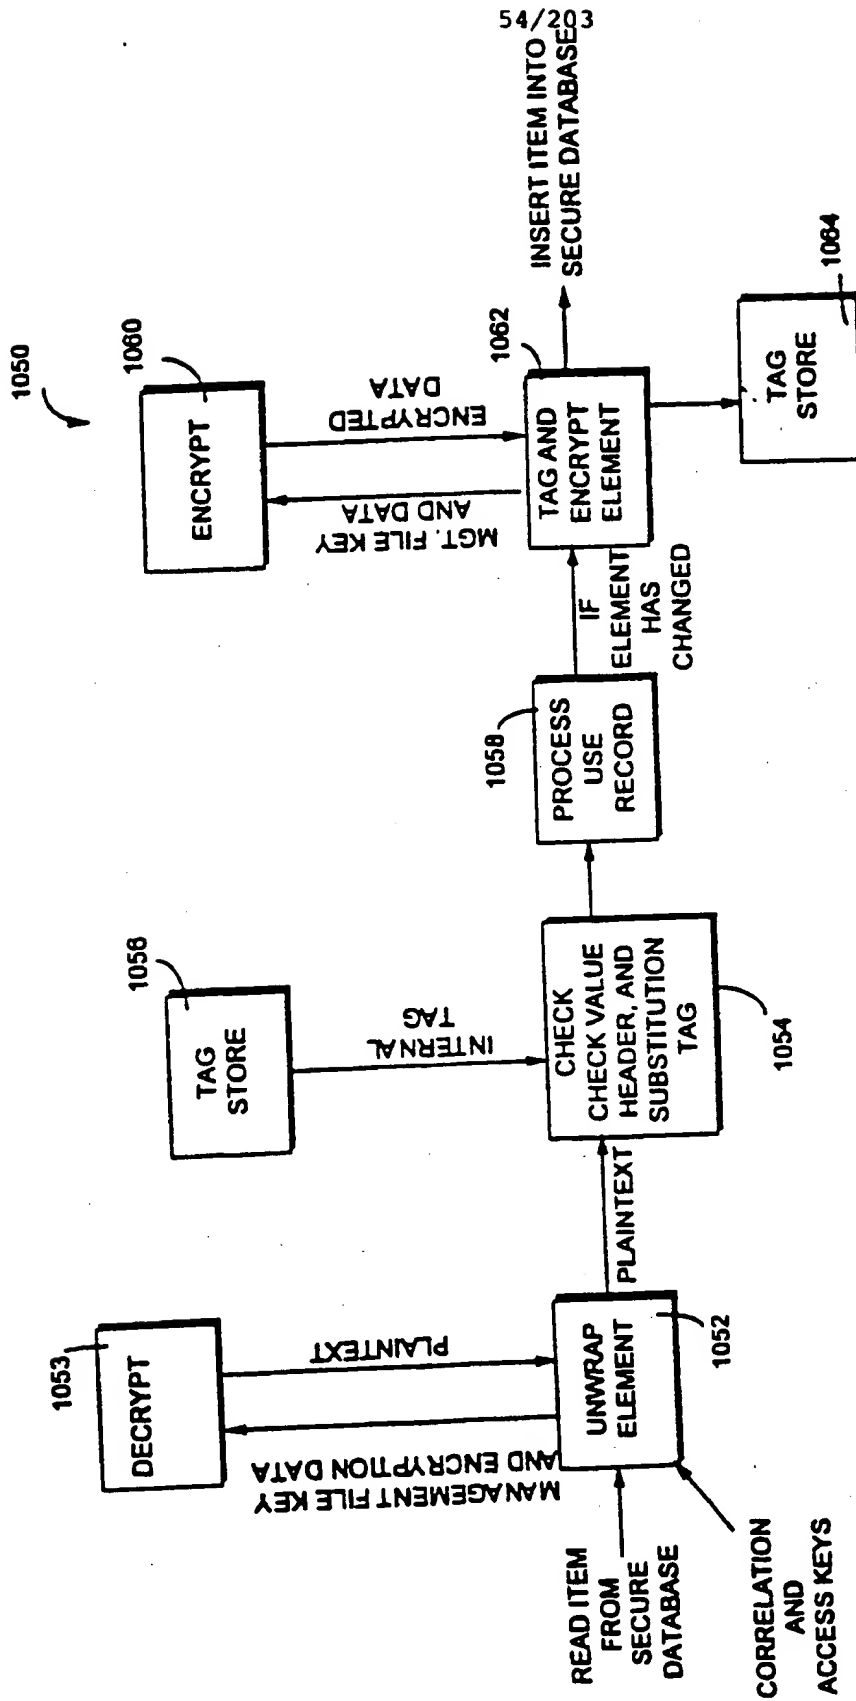 54/203
1050
1053
DECRYPT
MANAGEMENT FILE KEY
AND ENCRYPTION DATA
PLAINTEXT
READ ITEM
FROM
SECURE
DATABASE
CORRELATION
AND
ACCESS KEYS
UNWRAP
ELEMENT
1052
PLAINTEXT
1056
TAG
STORE
INTERNAL
TAG
CHECK
CHECK VALUE
HEADER, AND
SUBSTITUTION
TAG
1054
1058
PROCESS
USE
RECORD
IF
ELEMENT
HAS
CHANGED
1060
ENCRYPT
MGT. FILE KEY
AND DATA
ENCRYPTED
DATA
1062
TAG AND
ENCRYPT
ELEMENT
INSERT ITEM INTO
SECURE DATABASE
TAG
STORE
1064